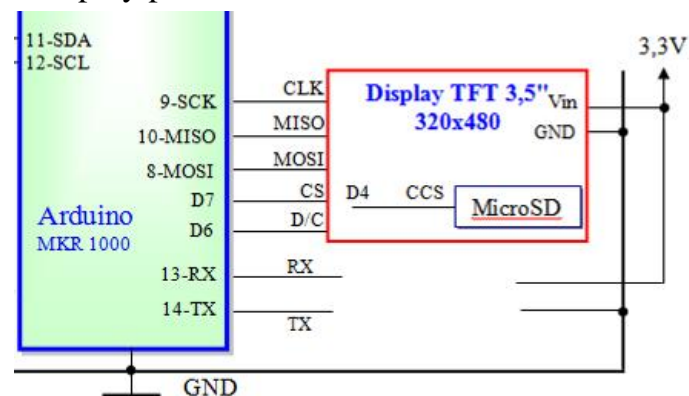 11-SDA
12-SCL
9-SCK
10-MISO
8-MOSI
D7
D6
13-RX
14-TX
Arduino
MKR 1000
CLK
MISO
MOSI
CS
D/C
RX
TX
Display TFT 3,5"
320x480
Vin
GND
D4
CCS
MicroSD
3,3V
GND